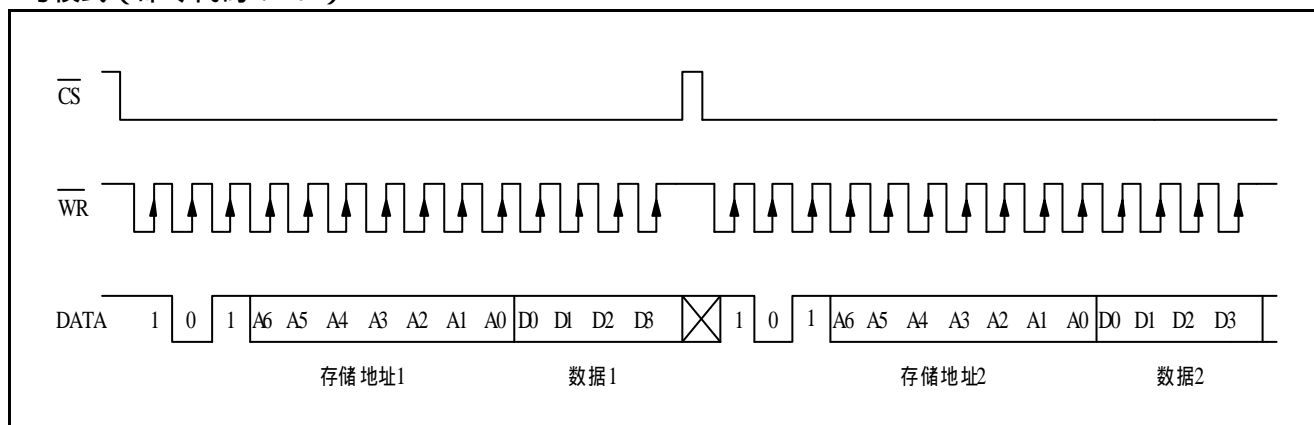 CS
WR
DATA 1 0 1 A6 A5 A4 A3 A2 A1 A0 D0 D1 D2 D3 1 0 1 A6 A5 A4 A3 A2 A1 A0 D0 D1 D2 D3
存储地址1 数据1 存储地址2 数据2